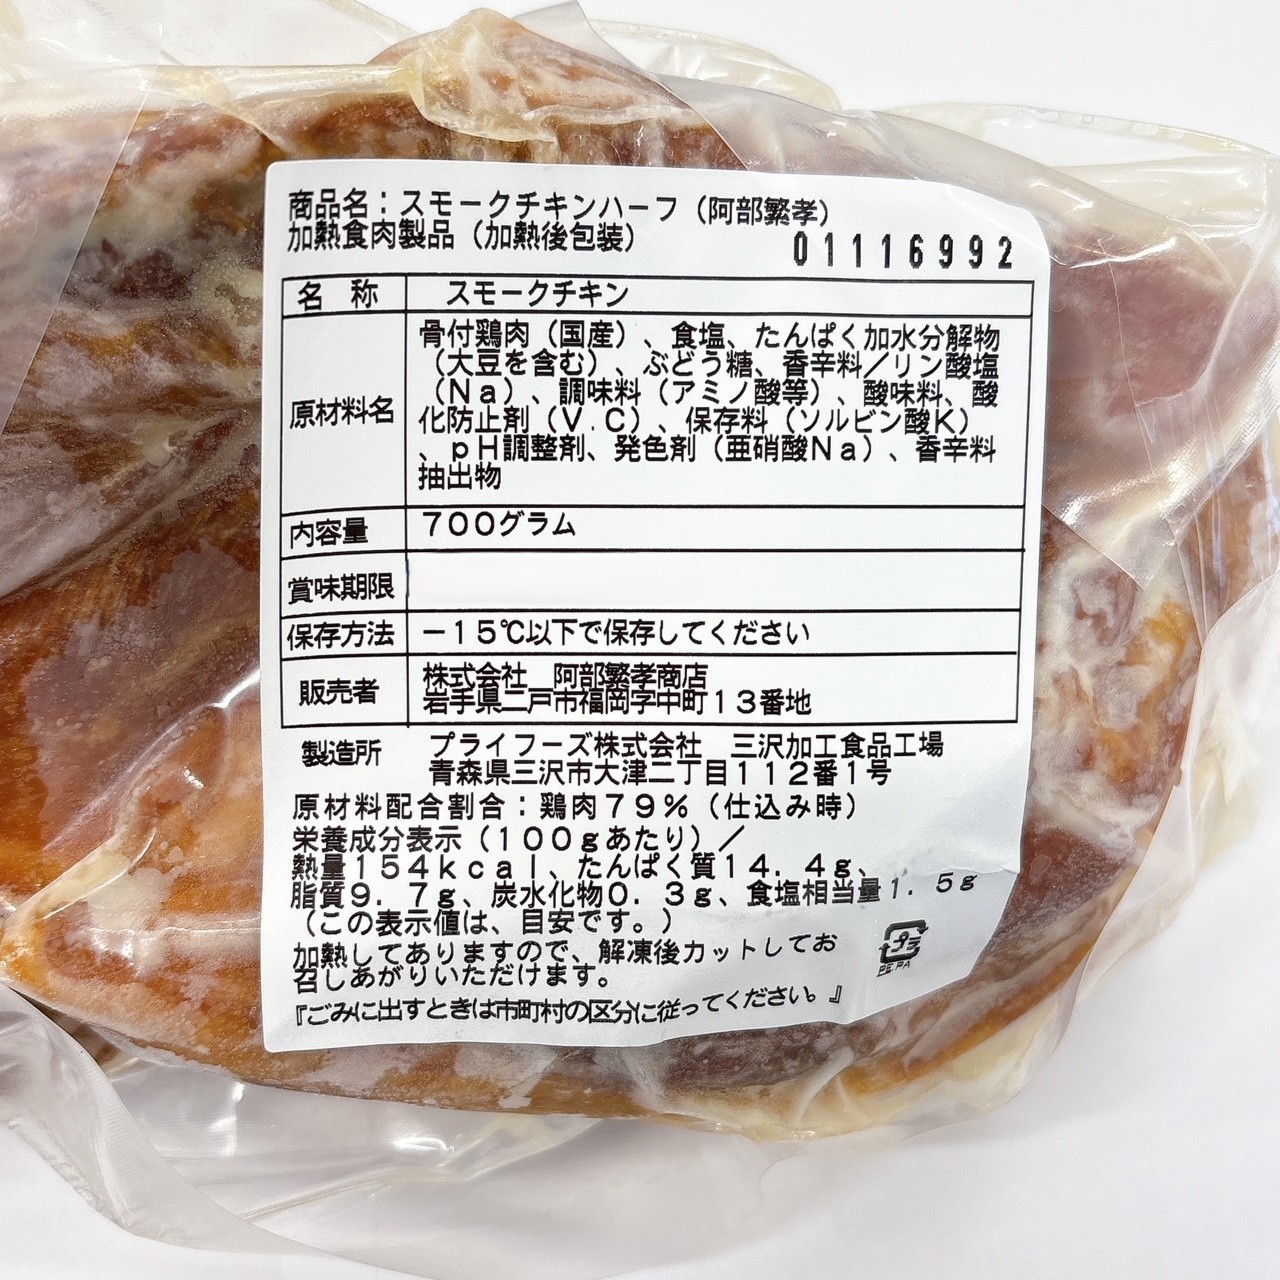 商品名：スモークチキンハーフ（阿部繁孝）
加熱食肉製品（加熱後包装）
01116992
名 称 スモークチキン
原材料名 骨付鶏肉（国産）、食塩、たんぱく加水分解物
（大豆を含む）、ぶどう糖、香辛料／リン酸塩
（Ｎａ）、調味料（アミノ酸等）、酸味料、酸
化防止剤（Ｖ.Ｃ）、保存料（ソルビン酸Ｋ）
、ｐＨ調整剤、発色剤（亜硝酸Ｎａ）、香辛料
抽出物
内容量 ７００グラム
賞味期限
保存方法 －１５℃以下で保存してください
販売者 株式会社 阿部繁孝商店
岩手県二戸市福岡字中町１３番地
製造所 プライフーズ株式会社 三沢加工食品工場
青森県三沢市大津二丁目１１２番１号
原材料配合割合：鶏肉７９％（仕込み時）
栄養成分表示（１００ｇあたり）／
熱量１５４ｋｃａｌ、たんぱく質１４．４ｇ、
脂質９．７ｇ、炭水化物０．３ｇ、食塩相当量１．５ｇ
（この表示値は、目安です。）
加熱してありますので、解凍後カットしてお
召しあがりいただけます。
プラ
PE.PA
『ごみに出すときは市町村の区分に従ってください。』